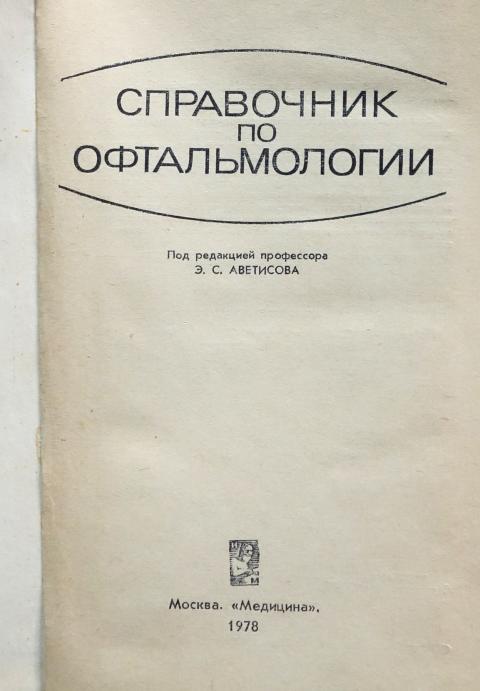 СПРАВОЧНИК
ПО
ОФТАЛЬМОЛОГИИ
Под редакцией профессора
Э. С. АВЕТИСОВА
И
М
Москва. «Медицина».
1978